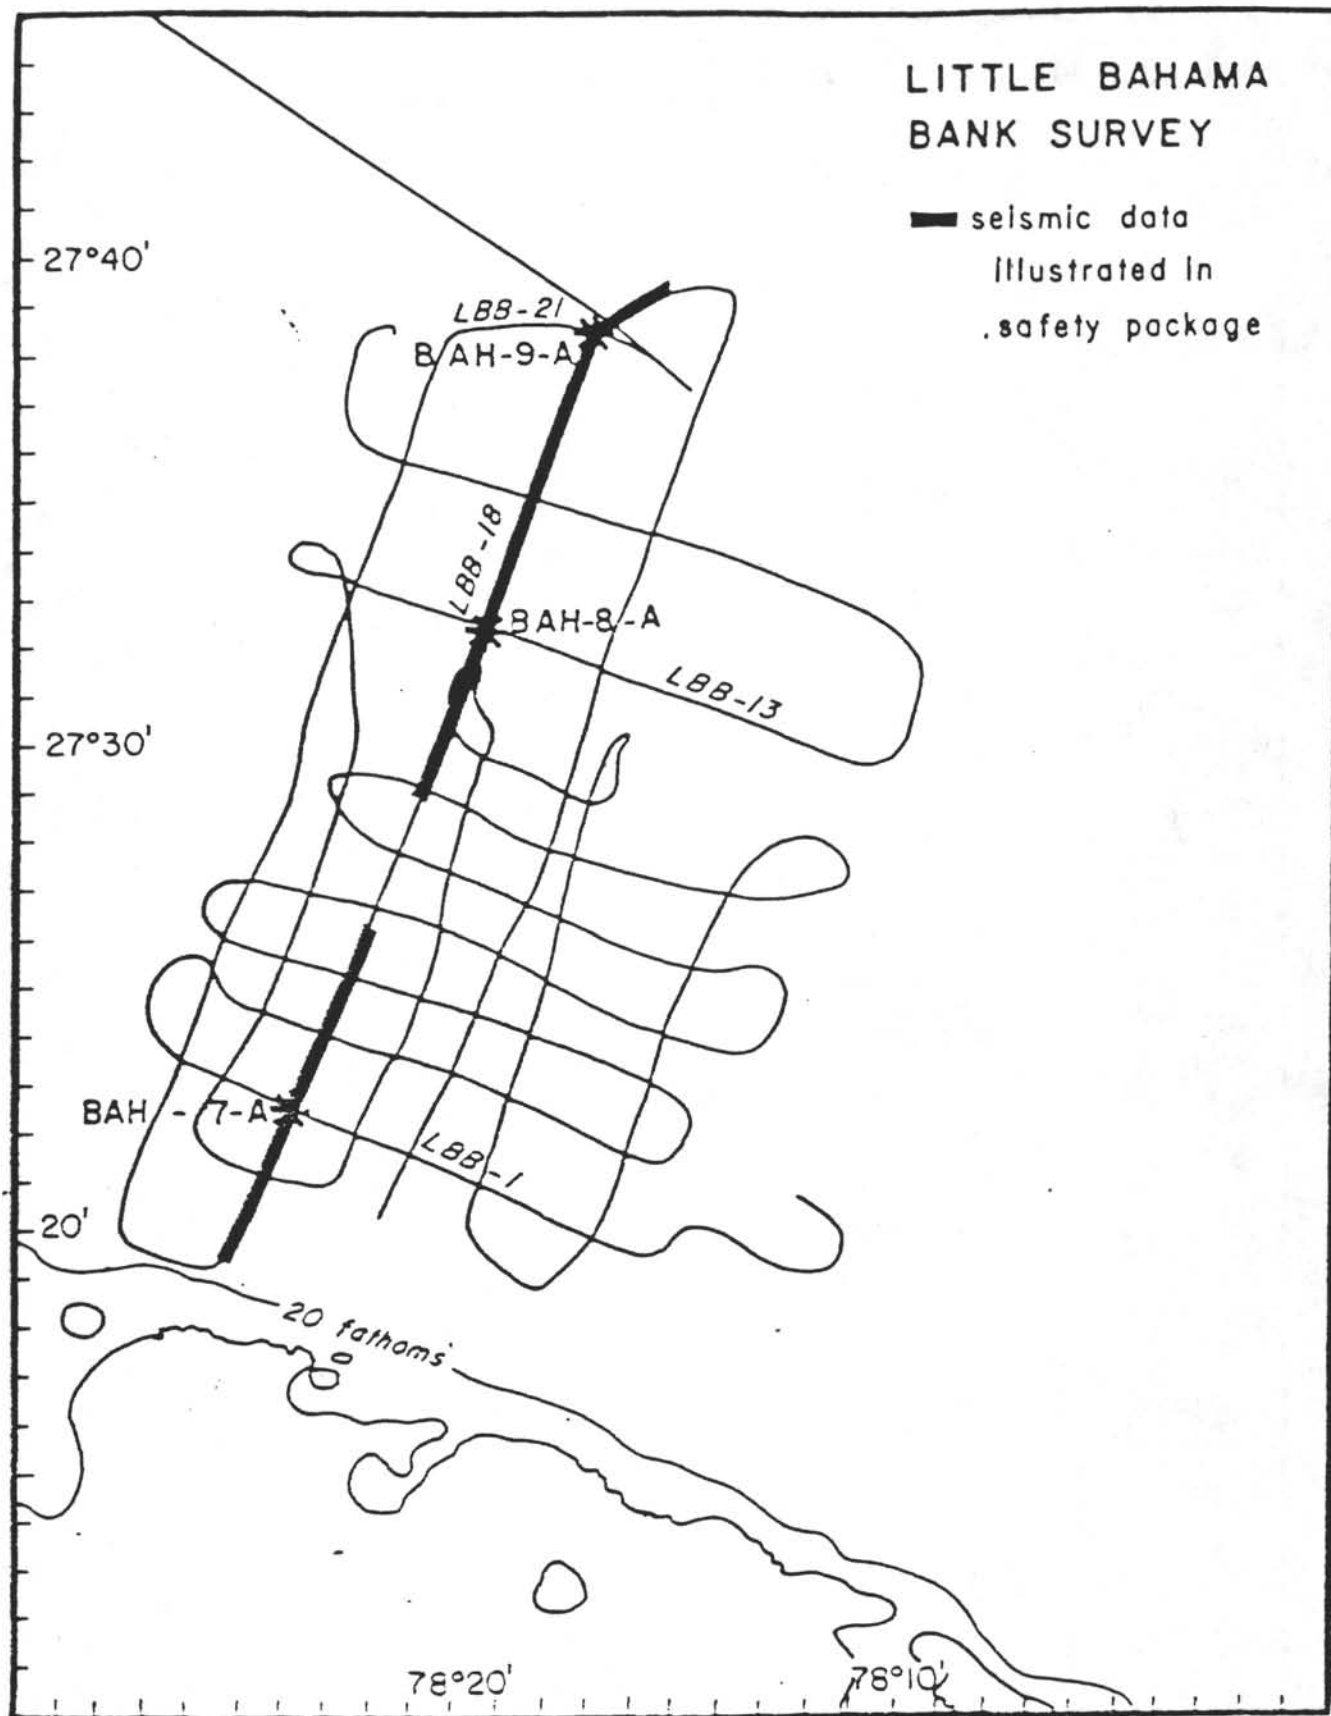 LITTLE BAHAMA
BANK SURVEY
seismic data
illustrated in
safety package
27°40'
LBB-21
BAH-9-A
LBB-18
BAH-8-A
LBB-13
27°30'
BAH-7-A
LBB-1
20'
20 fathoms
78°20'
78°10'